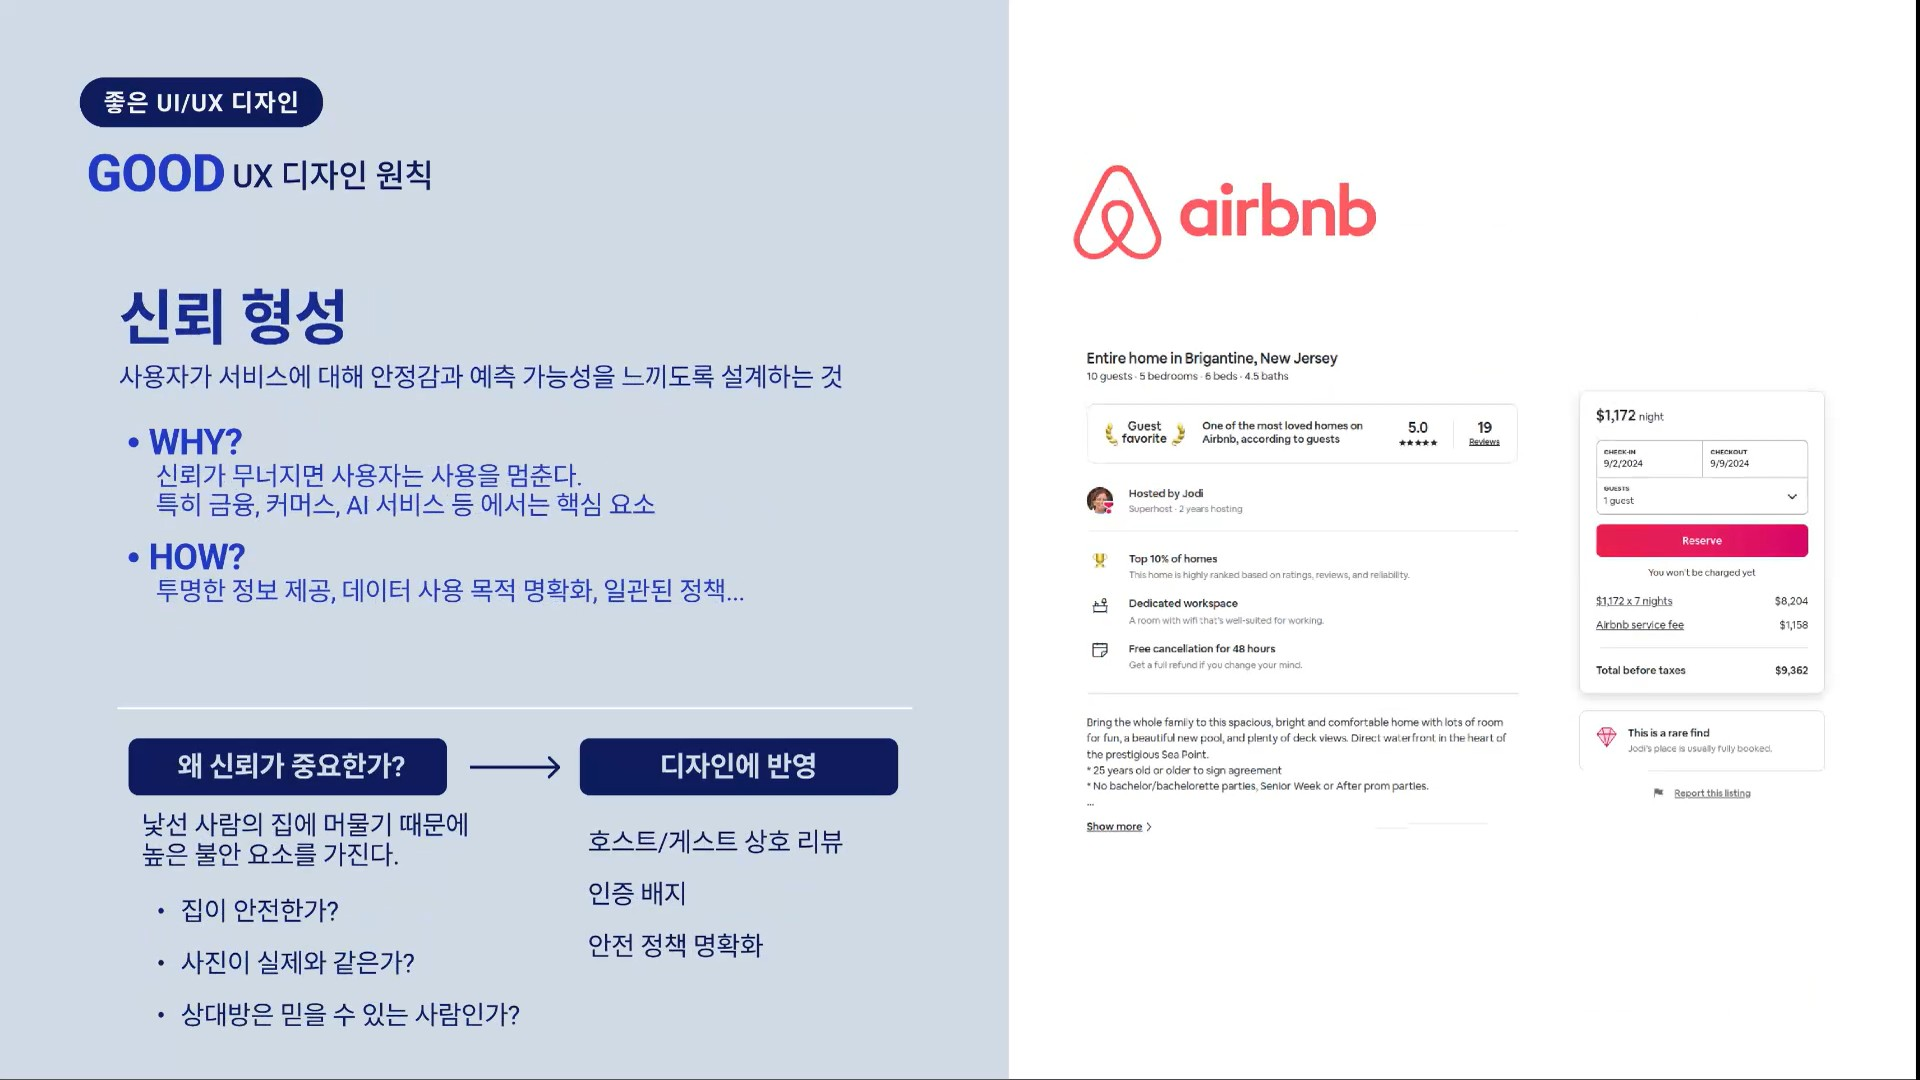 좋은 UI/UX 디자인
GOOD UX 디자인 원칙
신뢰 형성
사용자가 서비스에 대해 안정감과 예측 가능성을 느끼도록 설계하는 것
• WHY?
신뢰가 무너지면 사용자는 사용을 멈춘다.
특히 금융, 커머스, AI 서비스 등 에서는 핵심 요소
• HOW?
투명한 정보 제공, 데이터 사용 목적 명확화, 일관된 정책...
왜 신뢰가 중요한가?
낯선 사람의 집에 머물기 때문에
높은 불안 요소를 가진다.
• 집이 안전한가?
• 사진이 실제와 같은가?
• 상대방은 믿을 수 있는 사람인가?
디자인에 반영
호스트/게스트 상호 리뷰
인증 배지
안전 정책 명확화
airbnb
Entire home in Brigantine, New Jersey
10 guests · 5 bedrooms · 6 beds · 4.5 baths
Guest
favorite
One of the most loved homes on
Airbnb, according to guests
5.0
★★★★★
19
Reviews
Hosted by Jodi
Superhost · 2 years hosting
Top 10% of homes
This home is highly ranked based on ratings, reviews, and reliability.
Dedicated workspace
A room with wifi that's well-suited for working.
Free cancellation for 48 hours
Get a full refund if you change your mind.
Bring the whole family to this spacious, bright and comfortable home with lots of room
for fun, a beautiful new pool, and plenty of deck views. Direct waterfront in the heart of
the prestigious Sea Point.
* 25 years old or older to sign agreement
* No bachelor/bachelorette parties, Senior Week or After prom parties.
...
Show more >
$1,172 night
CHECK-IN
9/2/2024
CHECKOUT
9/9/2024
GUESTS
1 guest
Reserve
You won't be charged yet
$1,172 x 7 nights $8,204
Airbnb service fee $1,158
Total before taxes $9,362
This is a rare find
Jodi's place is usually fully booked.
Report this listing